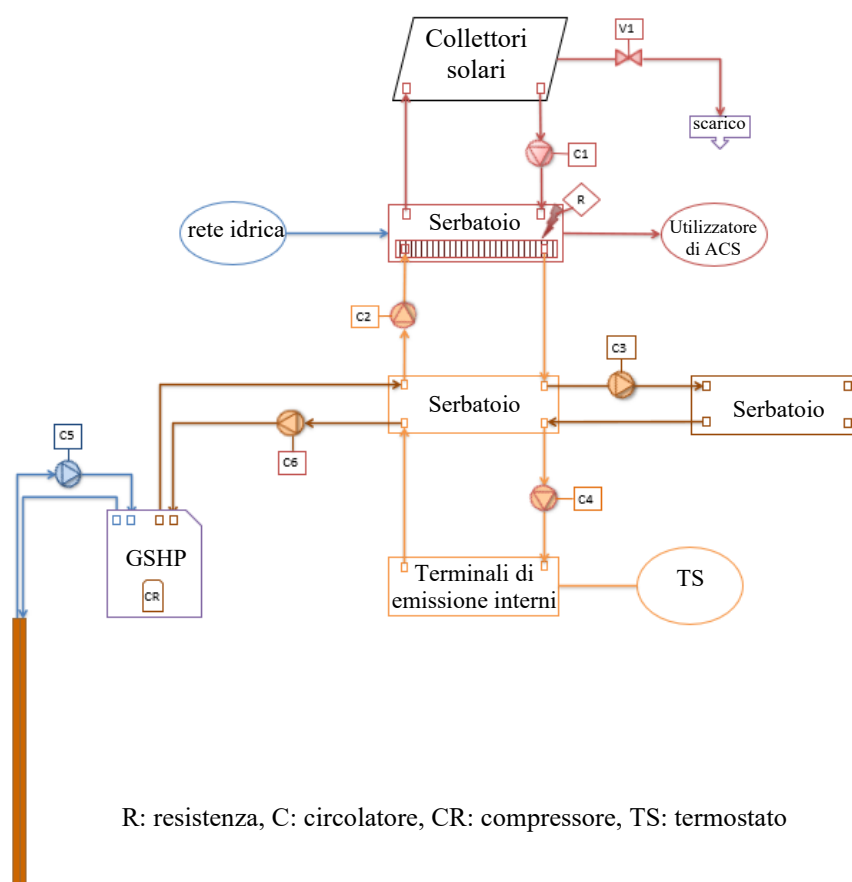 Collettori
solari
V1
scarico
C1
R
rete idrica
Serbatoio
Utilizzatore
di ACS
C2
C3
Serbatoio
Serbatoio
C5
C6
C4
GSHP
CR
Terminali di
emissione interni
TS
R: resistenza, C: circolatore, CR: compressore, TS: termostato